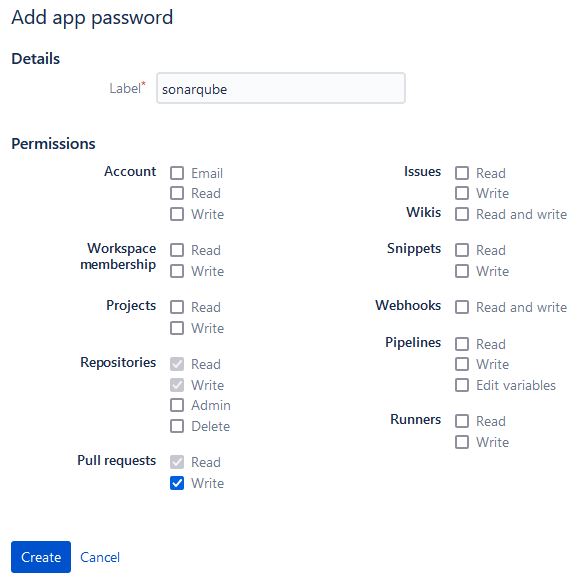 Add app password
Details
Label*
sonarqube
Permissions
Account
Email
Read
Write
Workspace
membership
Read
Write
Projects
Read
Write
Repositories
Read
Write
Admin
Delete
Pull requests
Read
Write
Issues
Read
Write
Wikis
Read and write
Snippets
Read
Write
Webhooks
Read and write
Pipelines
Read
Write
Edit variables
Runners
Read
Write
Create
Cancel